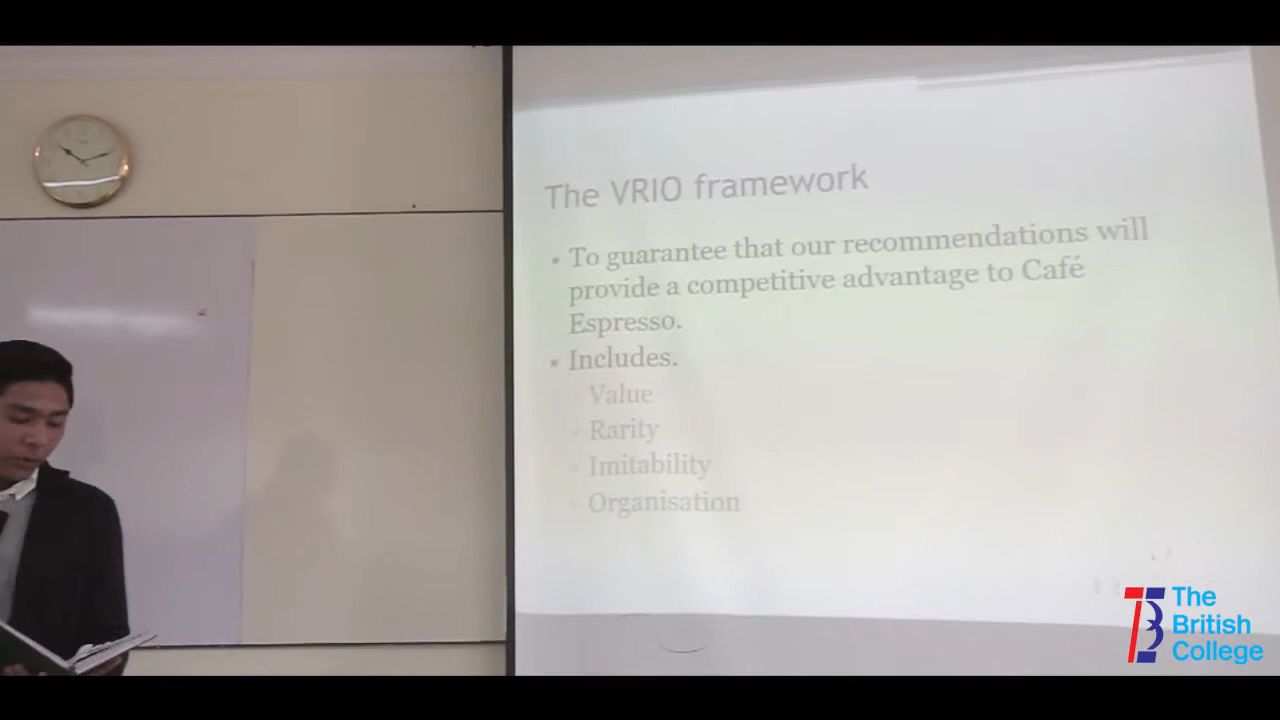 The VRIO framework
• To guarantee that our recommendations will
provide a competitive advantage to Café
Espresso.
• Includes.
▫ Value
▫ Rarity
▫ Imitability
▫ Organisation
The
British
College